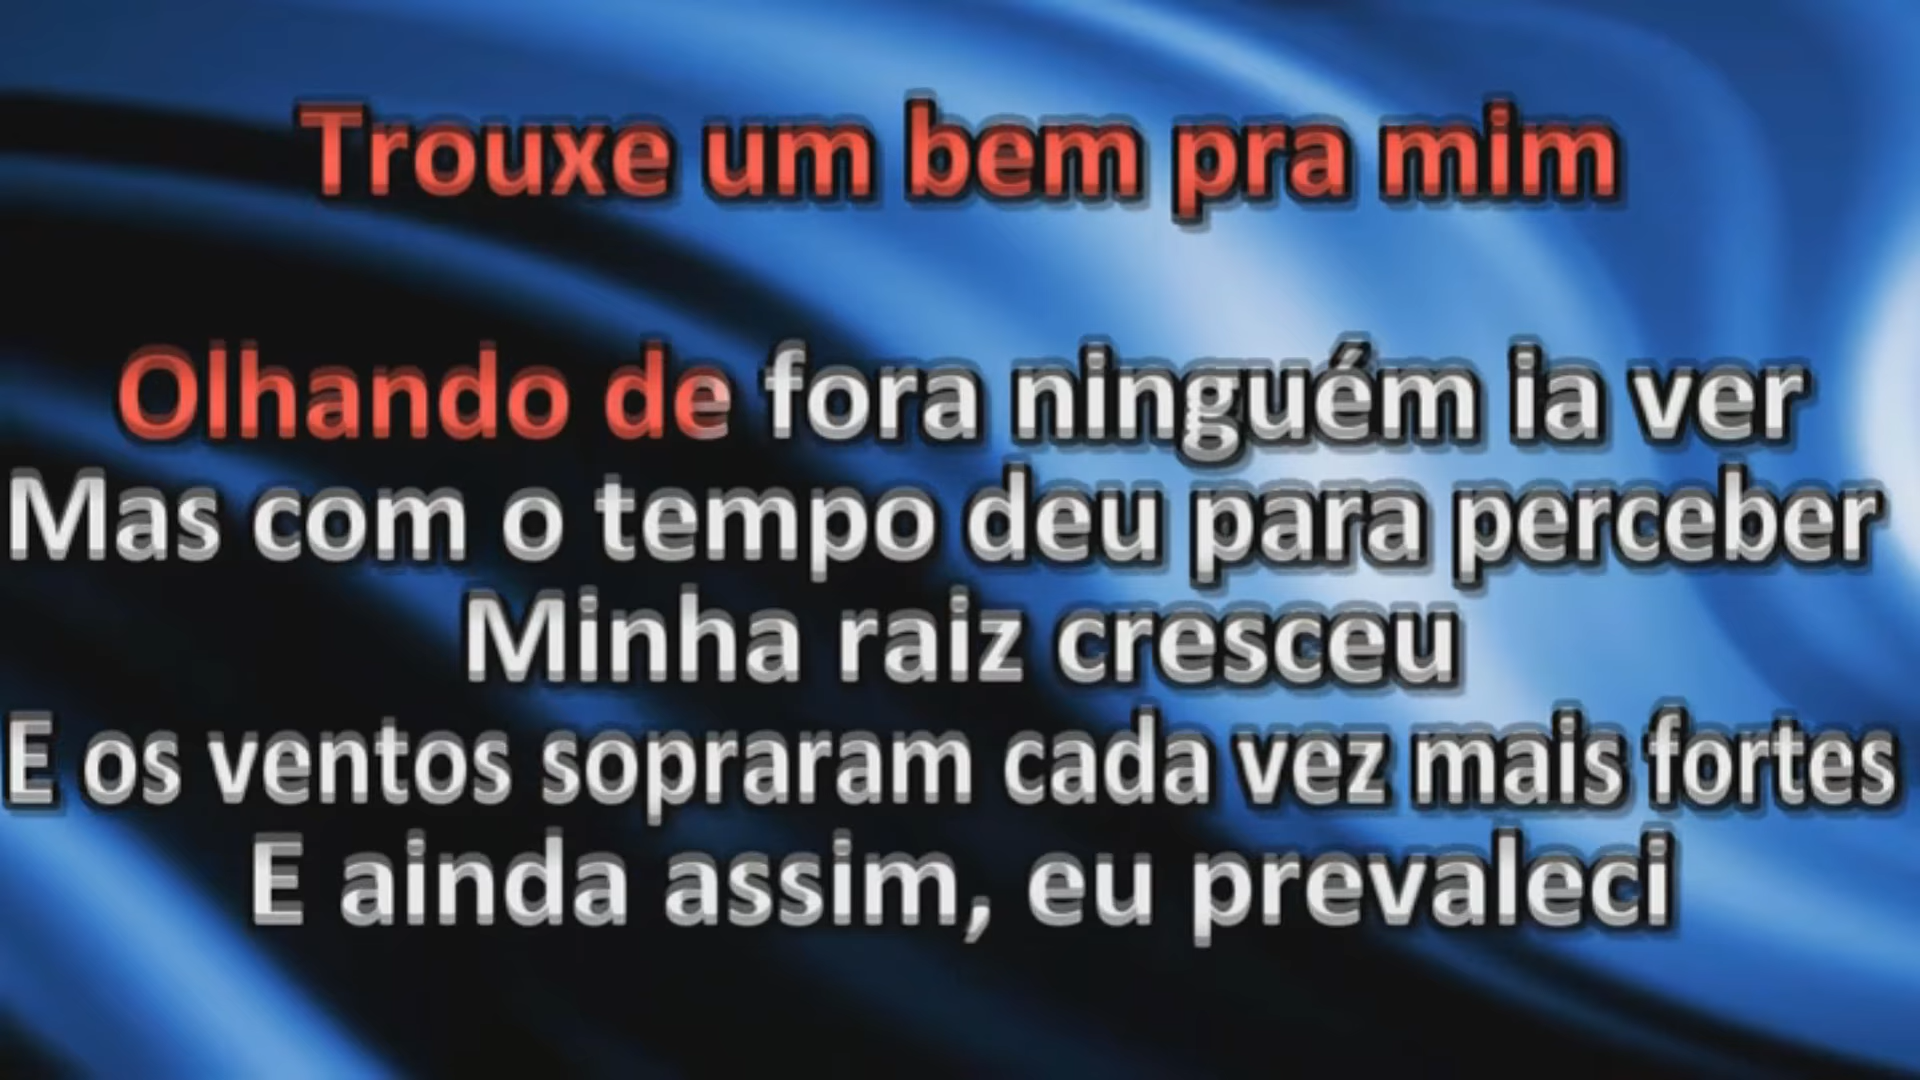 Trouxe um bem pra mim
Olhando de fora ninguém ia ver
Mas com o tempo deu para perceber
Minha raiz cresceu
E os ventos sopraram cada vez mais fortes
E ainda assim, eu prevaleci